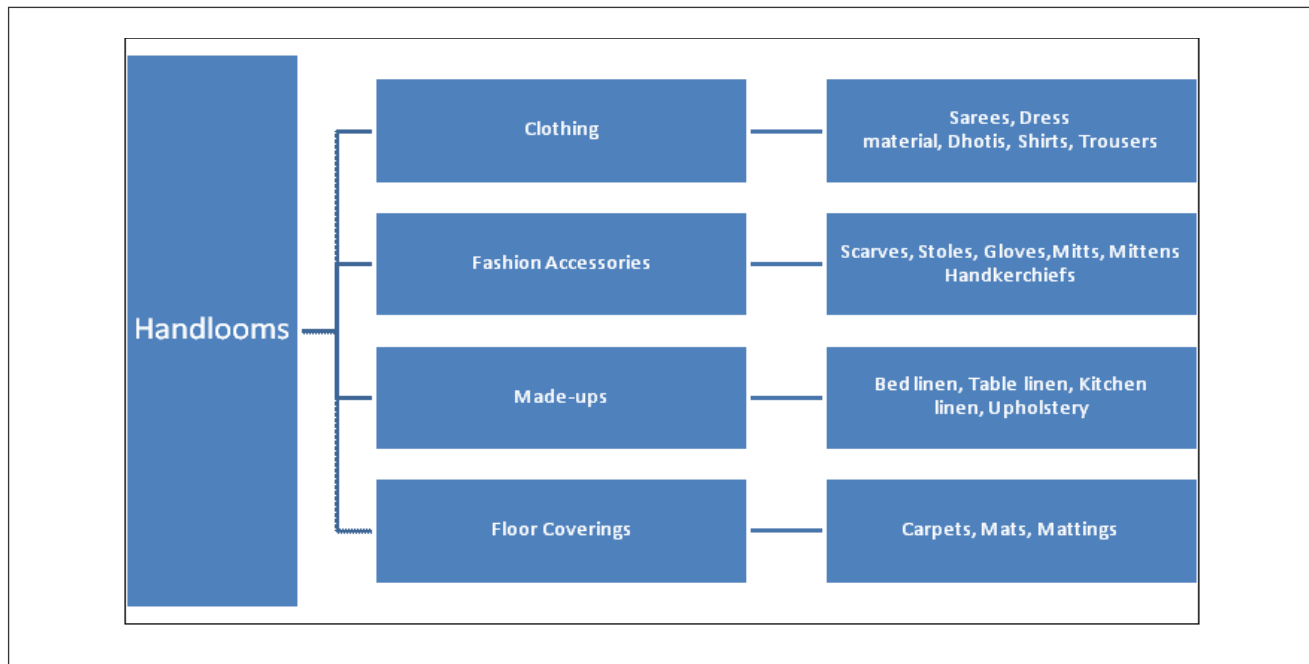 Handlooms
Clothing
Sarees, Dress
material, Dhotis, Shirts, Trousers
Fashion Accessories
Scarves, Stoles, Gloves,Mitts, Mittens
Handkerchiefs
Made-ups
Bed linen, Table linen, Kitchen
linen, Upholstery
Floor Coverings
Carpets, Mats, Mattings